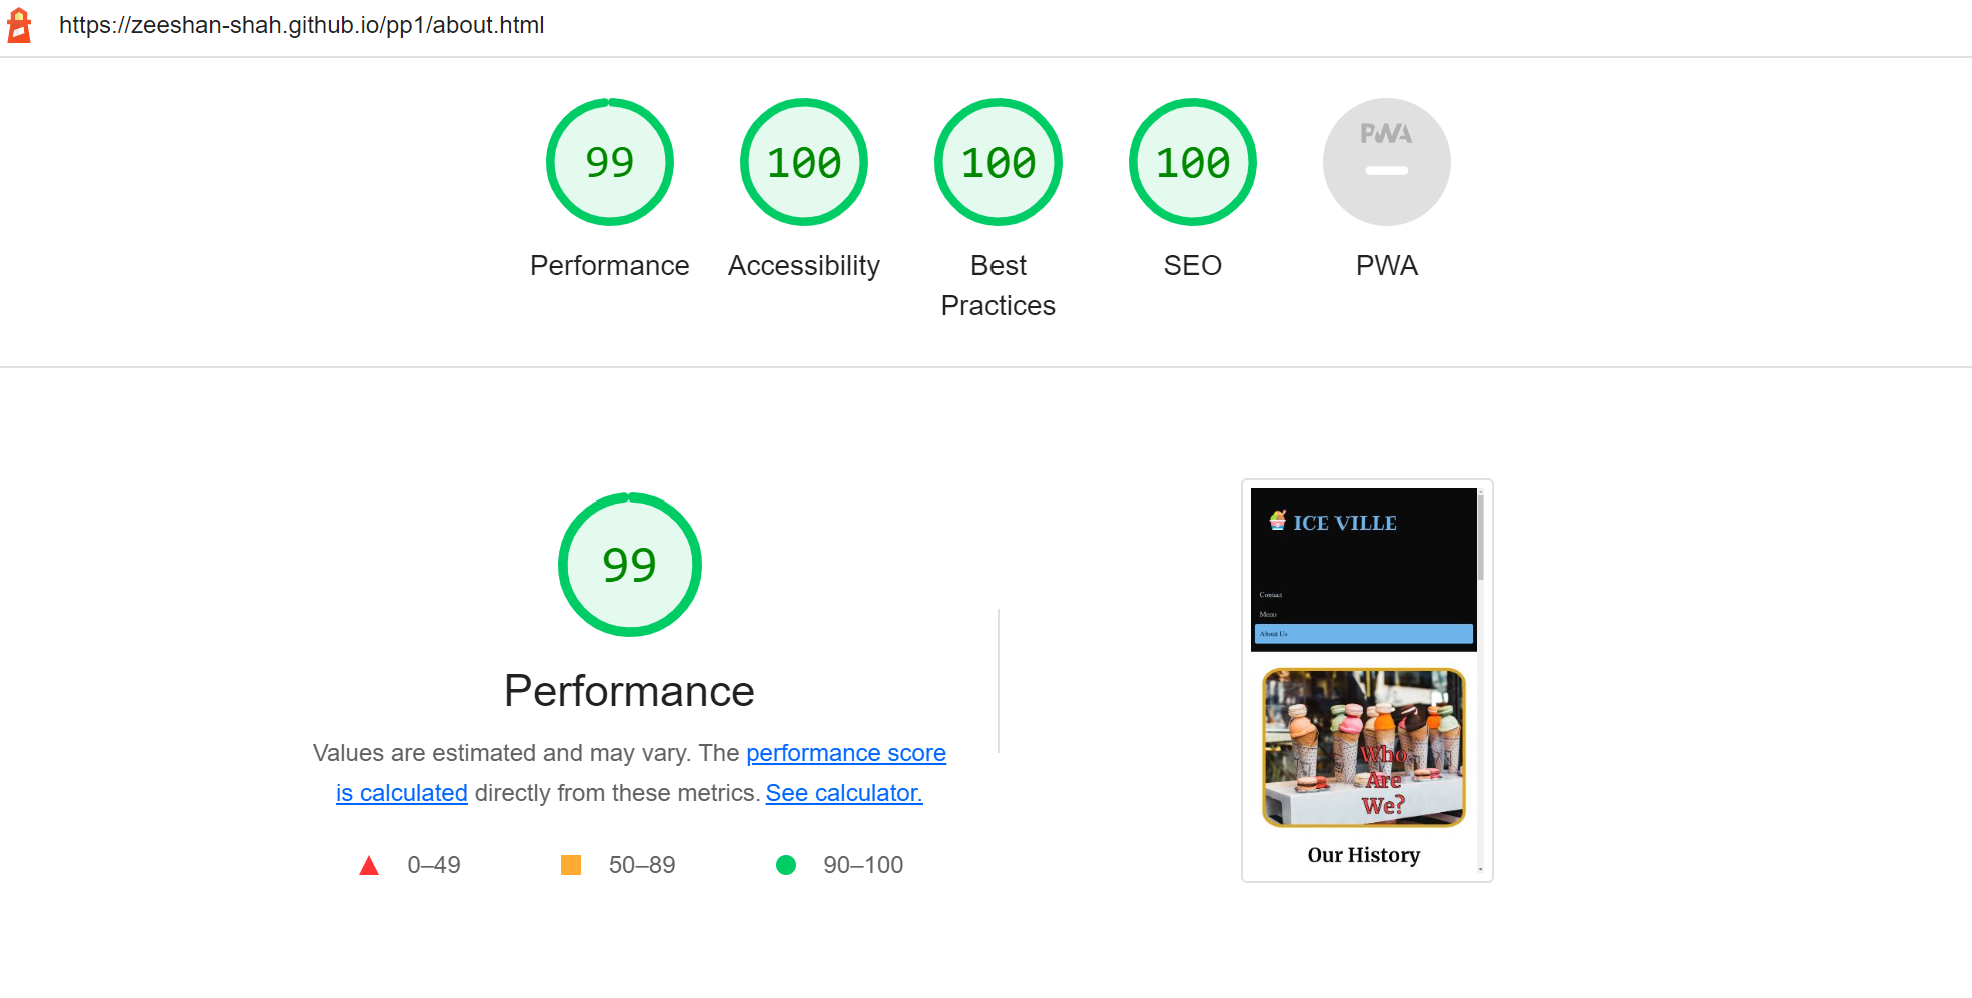 https://zeeshan-shah.github.io/pp1/about.html
99
100
100
100
PWA
Performance
Accessibility
Best
Practices
SEO
PWA
99
Performance
Values are estimated and may vary. The performance score
is calculated directly from these metrics. See calculator.
0–49
50–89
90–100
ICE VILLE
Contact
Menu
About Us
Who
Are
We?
Our History